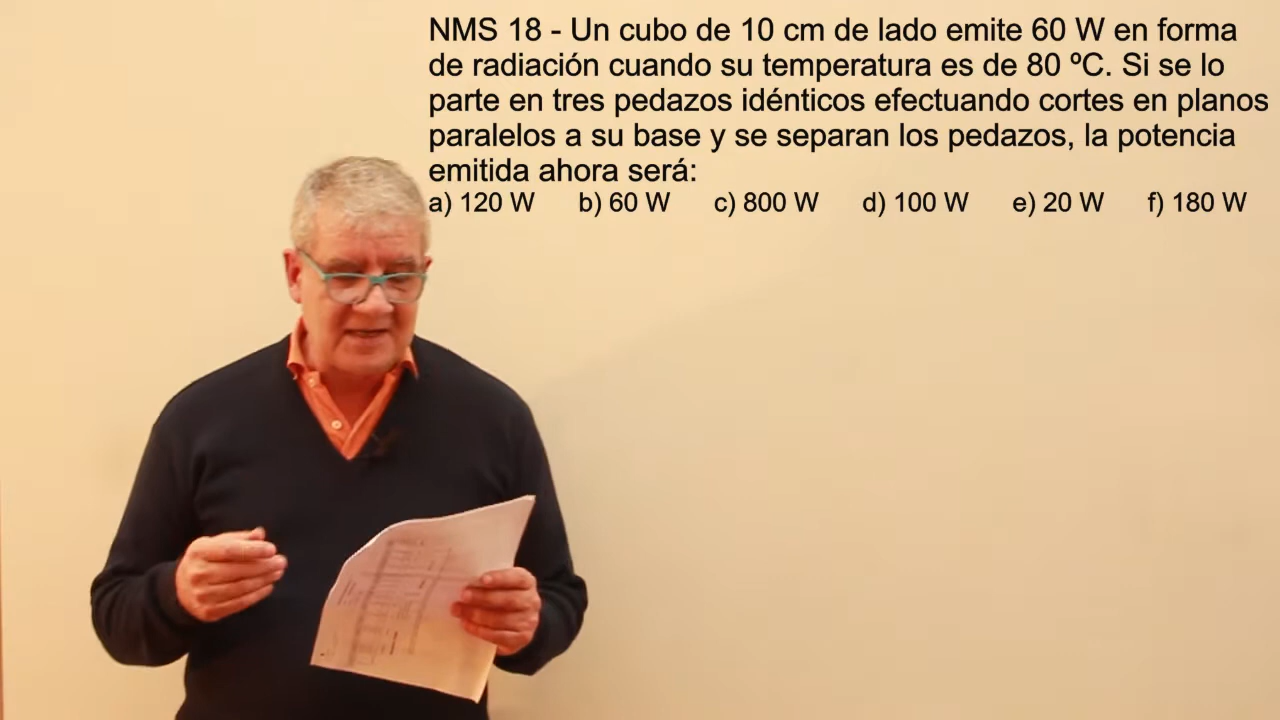 NMS 18 - Un cubo de 10 cm de lado emite 60 W en forma
de radiación cuando su temperatura es de 80 ºC. Si se lo
parte en tres pedazos idénticos efectuando cortes en planos
paralelos a su base y se separan los pedazos, la potencia
emitida ahora será:
a) 120 W b) 60 W c) 800 W d) 100 W e) 20 W f) 180 W